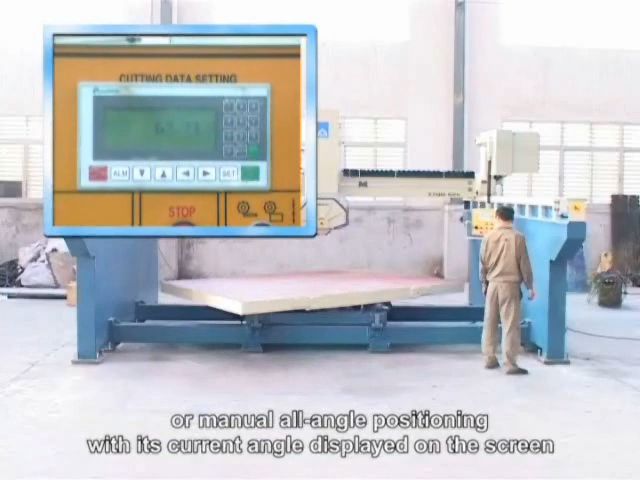 CUTTING DATA SETTING
ALM
SET
STOP
or manual all-angle positioning
with its current angle displayed on the screen